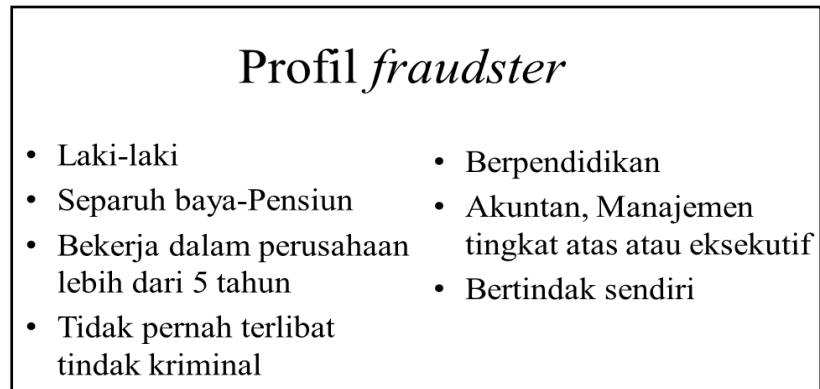 Profil fraudster
• Laki-laki
• Separuh baya-Pensiun
• Bekerja dalam perusahaan
lebih dari 5 tahun
• Tidak pernah terlibat
tindak kriminal
• Berpendidikan
• Akuntan, Manajemen
tingkat atas atau eksekutif
• Bertindak sendiri